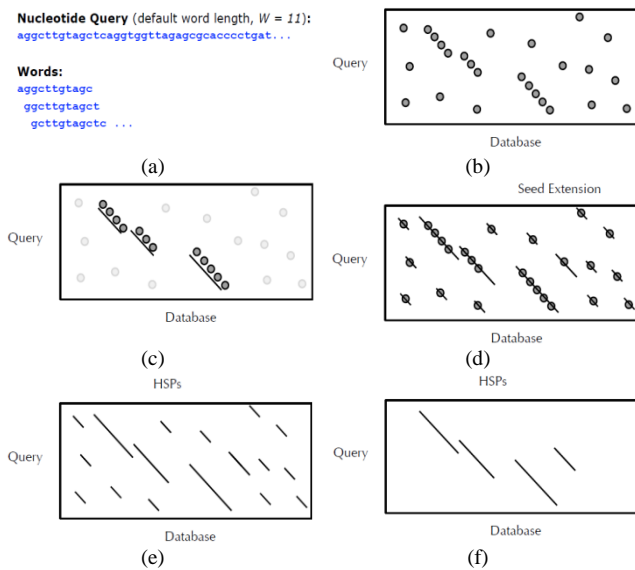 Nucleotide Query (default word length, W = 11):
aggcttgtagctcaggtggttagagcgcacccctgat...
Words:
aggcttgtagc
ggcttgtagct
gcttgtagctc ...
(a)
Query
Database
(b)
Query
Database
(c)
Seed Extension
Query
Database
(d)
HSPs
Query
Database
(e)
HSPs
Query
Database
(f)